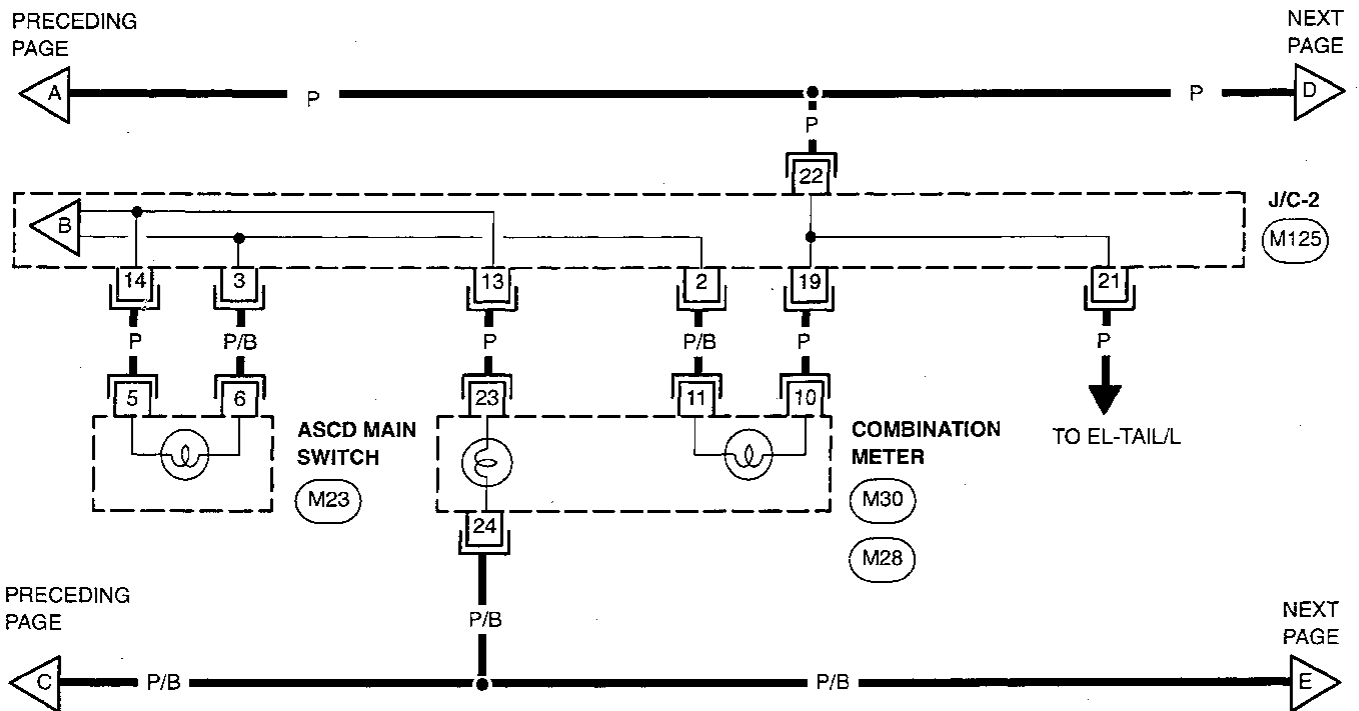 PRECEDING
PAGE
NEXT
PAGE
A
P
P
D
P
22
J/C-2
M125
B
14
3
13
2
19
21
P
P/B
P
P/B
P
P
5
6
23
11
10
ASCD MAIN
SWITCH
M23
COMBINATION
METER
M30
M28
TO EL-TAIL/L
24
P/B
PRECEDING
PAGE
NEXT
PAGE
C
P/B
P/B
E